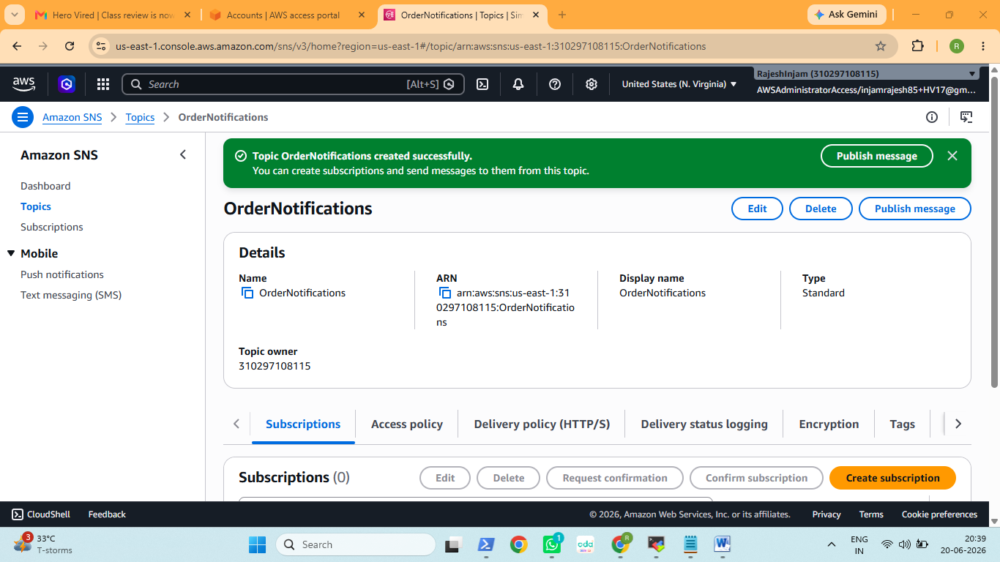 Hero Vired | Class review is now
Accounts | AWS access portal
OrderNotifications | Topics | Sim
Ask Gemini
us-east-1.console.aws.amazon.com/sns/v3/home?region=us-east-1#/topic/arn:aws:sns:us-east-1:310297108115:OrderNotifications
R
aws
Search
[Alt+S]
United States (N. Virginia)
RajeshInjam (310297108115)
AWSAdministratorAccess/injamrajesh85+HV17@gm...
Amazon SNS
Topics
OrderNotifications
Amazon SNS
Dashboard
Topics
Subscriptions
Mobile
Push notifications
Text messaging (SMS)
Topic OrderNotifications created successfully.
You can create subscriptions and send messages to them from this topic.
Publish message
OrderNotifications
Edit
Delete
Publish message
Details
Name
OrderNotifications
ARN
arn:aws:sns:us-east-1:31
0297108115:OrderNotificatio
ns
Display name
OrderNotifications
Type
Standard
Topic owner
310297108115
Subscriptions
Access policy
Delivery policy (HTTP/S)
Delivery status logging
Encryption
Tags
Subscriptions (0)
Edit
Delete
Request confirmation
Confirm subscription
Create subscription
CloudShell
Feedback
© 2026, Amazon Web Services, Inc. or its affiliates.
Privacy
Terms
Cookie preferences
3
33°C
T-storms
Search
1
cda
R
W
ENG
IN
20:39
20-06-2026